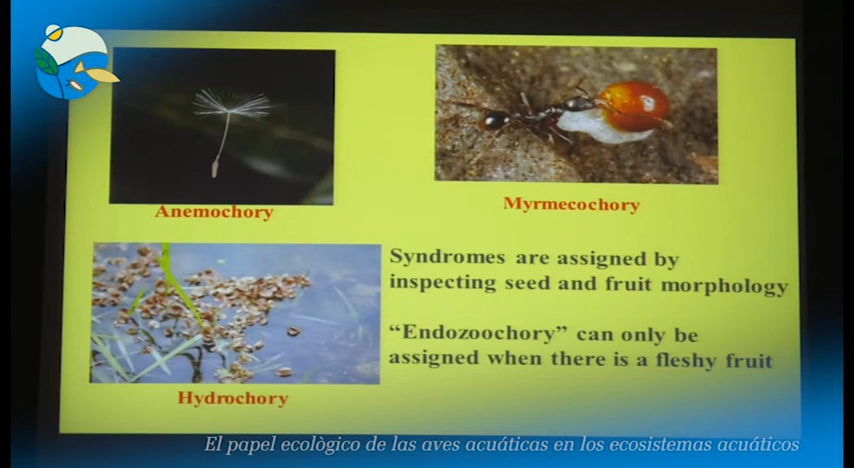 Anemochory
Myrmecochory
Syndromes are assigned by
inspecting seed and fruit morphology
“Endozoochory” can only be
assigned when there is a fleshy fruit
Hydrochory
El papel ecològico de las aves acuáticas en los ecosistemas acuáticos